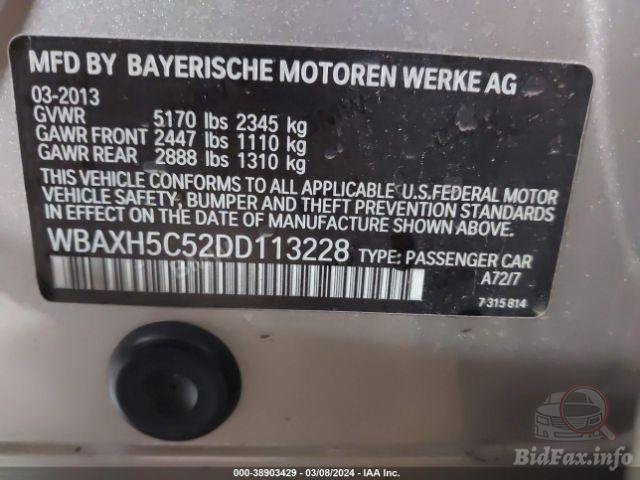 MFD BY BAYERISCHE MOTOREN WERKE AG
03-2013
GVWR 5170 lbs 2345 kg
GAWR FRONT 2447 lbs 1110 kg
GAWR REAR 2888 lbs 1310 kg
THIS VEHICLE CONFORMS TO ALL APPLICABLE U.S.FEDERAL MOTOR
VEHICLE SAFETY, BUMPER AND THEFT PREVENTION STANDARDS
IN EFFECT ON THE DATE OF MANUFACTURE SHOWN ABOVE.
WBAXH5C52DD113228 TYPE: PASSENGER CAR
A72/7
7 315 814
BidFax.info
000-38903429 - 03/08/2024 - IAA Inc.